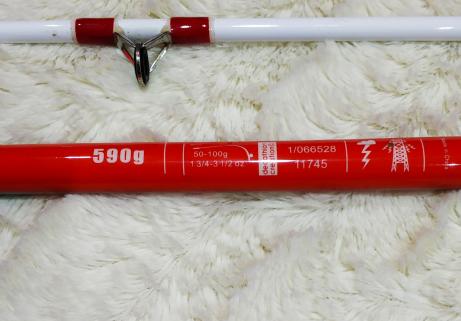 590g
50-100g
1 3/4-3 1/2 oz
decathlon
creation
1/066528
11745